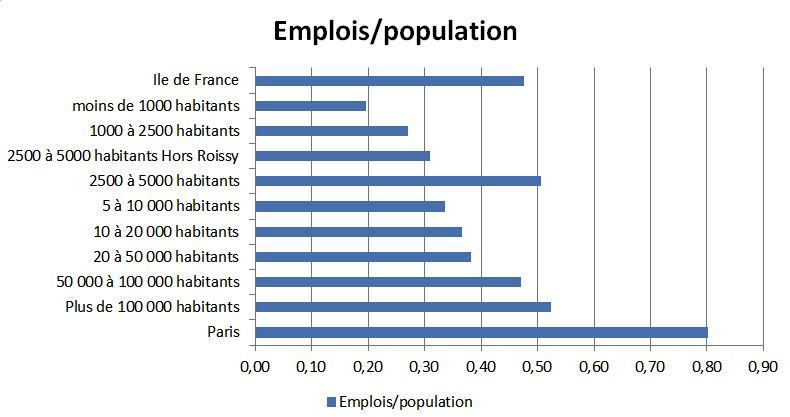 Emplois/population
Ile de France
moins de 1000 habitants
1000 à 2500 habitants
2500 à 5000 habitants Hors Roissy
2500 à 5000 habitants
5 à 10 000 habitants
10 à 20 000 habitants
20 à 50 000 habitants
50 000 à 100 000 habitants
Plus de 100 000 habitants
Paris
0,00 0,10 0,20 0,30 0,40 0,50 0,60 0,70 0,80 0,90
Emplois/population